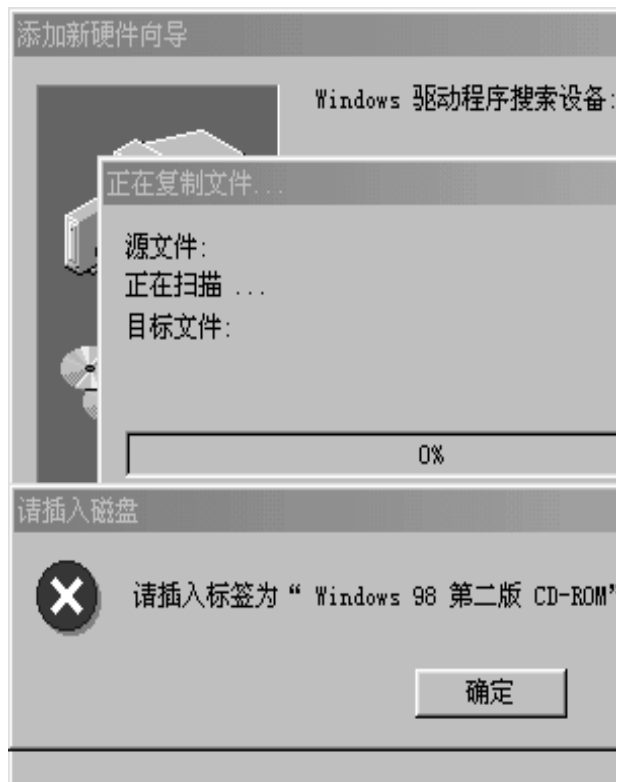 添加新硬件向导
Windows 驱动程序搜索设备:
正在复制文件...
源文件:
正在扫描 ...
目标文件:
0%
请插入磁盘
请插入标签为“ Windows 98 第二版 CD-ROM”
确定